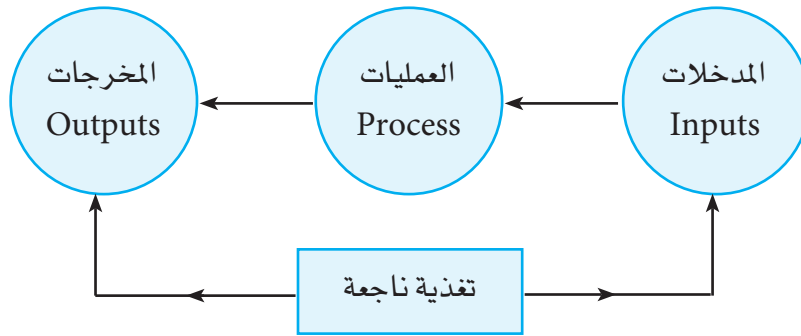 المدخلات
Inputs
العمليات
Process
المخرجات
Outputs
تغذية ناجعة